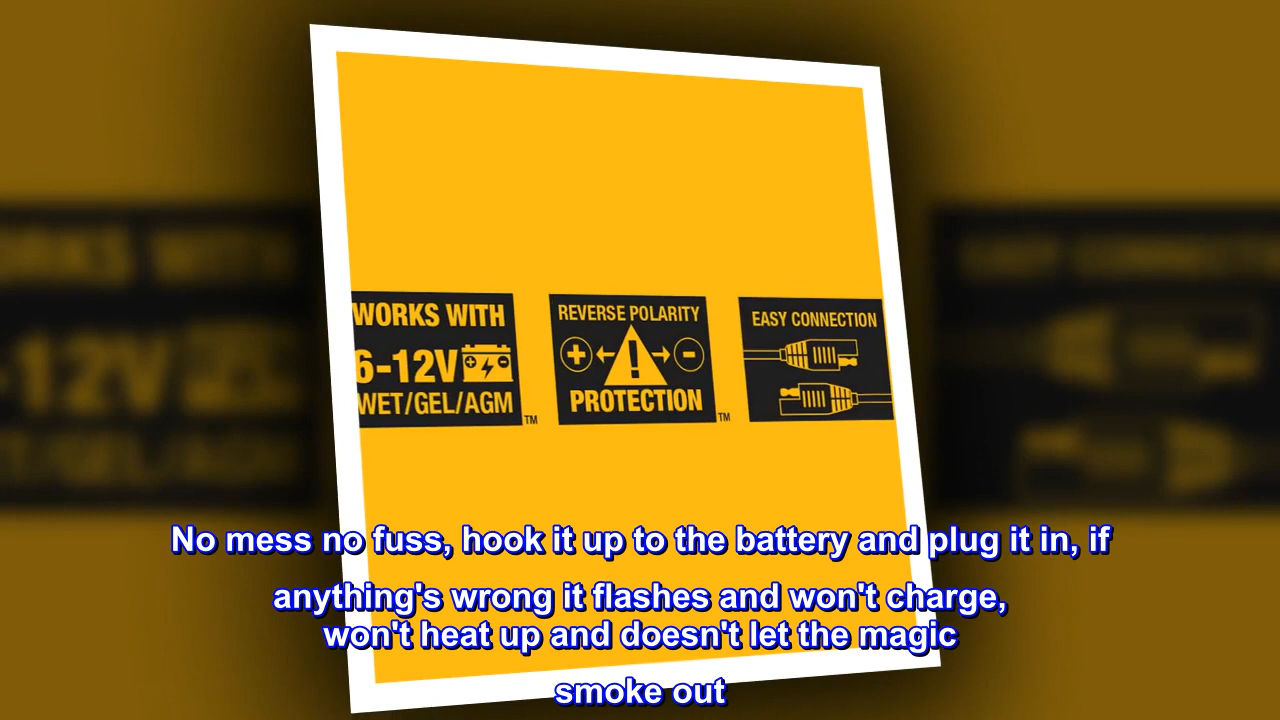 WORKS WITH
6-12V
WET/GEL/AGM
TM
REVERSE POLARITY
PROTECTION
TM
EASY CONNECTION
No mess no fuss, hook it up to the battery and plug it in, if
anything's wrong it flashes and won't charge,
won't heat up and doesn't let the magic
smoke out